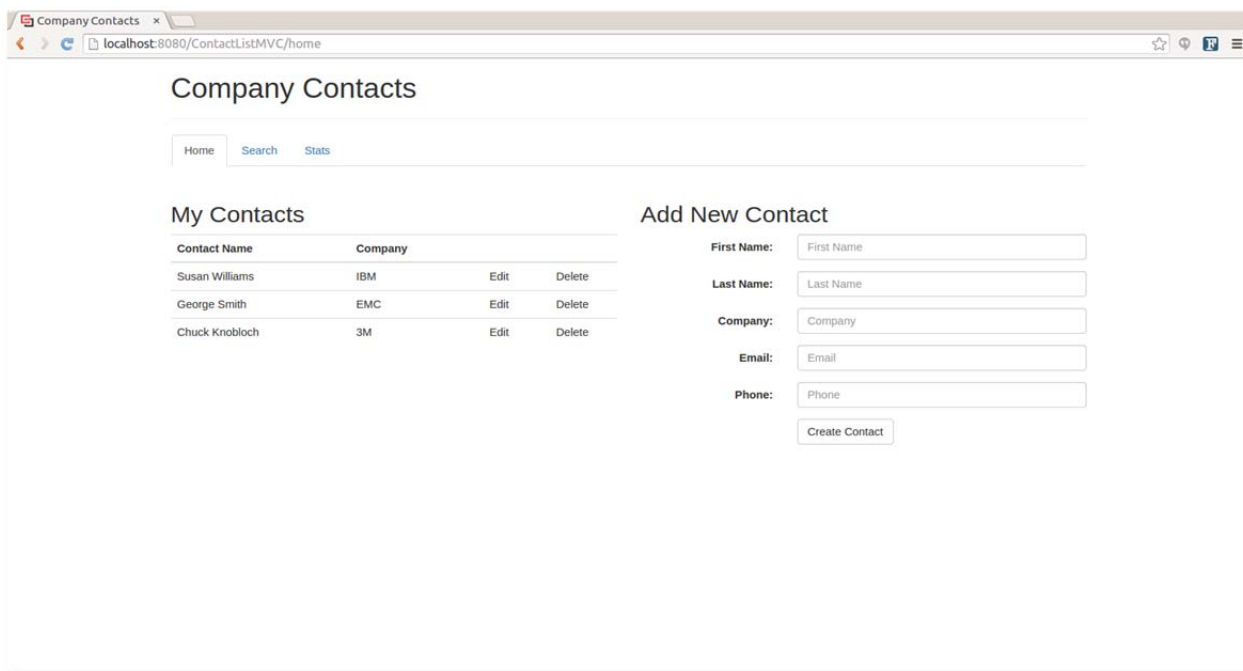 Company Contacts
localhost:8080/ContactListMVC/home
Company Contacts
Home Search Stats
My Contacts
Contact Name Company
Susan Williams IBM Edit Delete
George Smith EMC Edit Delete
Chuck Knobloch 3M Edit Delete
Add New Contact
First Name: First Name
Last Name: Last Name
Company: Company
Email: Email
Phone: Phone
Create Contact